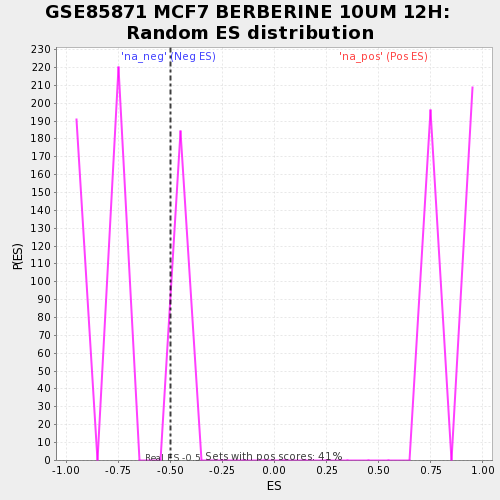 GSE85871 MCF7 BERBERINE 10UM 12H:
Random ES distribution
'na_neg' (Neg ES)
'na_pos' (Pos ES)
230
220
210
200
190
180
170
160
150
140
130
120
110
100
90
80
70
60
50
40
30
20
10
0
P(ES)
Real ES -0.5
Sets with pos scores: 41%
-1.00 -0.75 -0.50 -0.25 0.00 0.25 0.50 0.75 1.00
ES